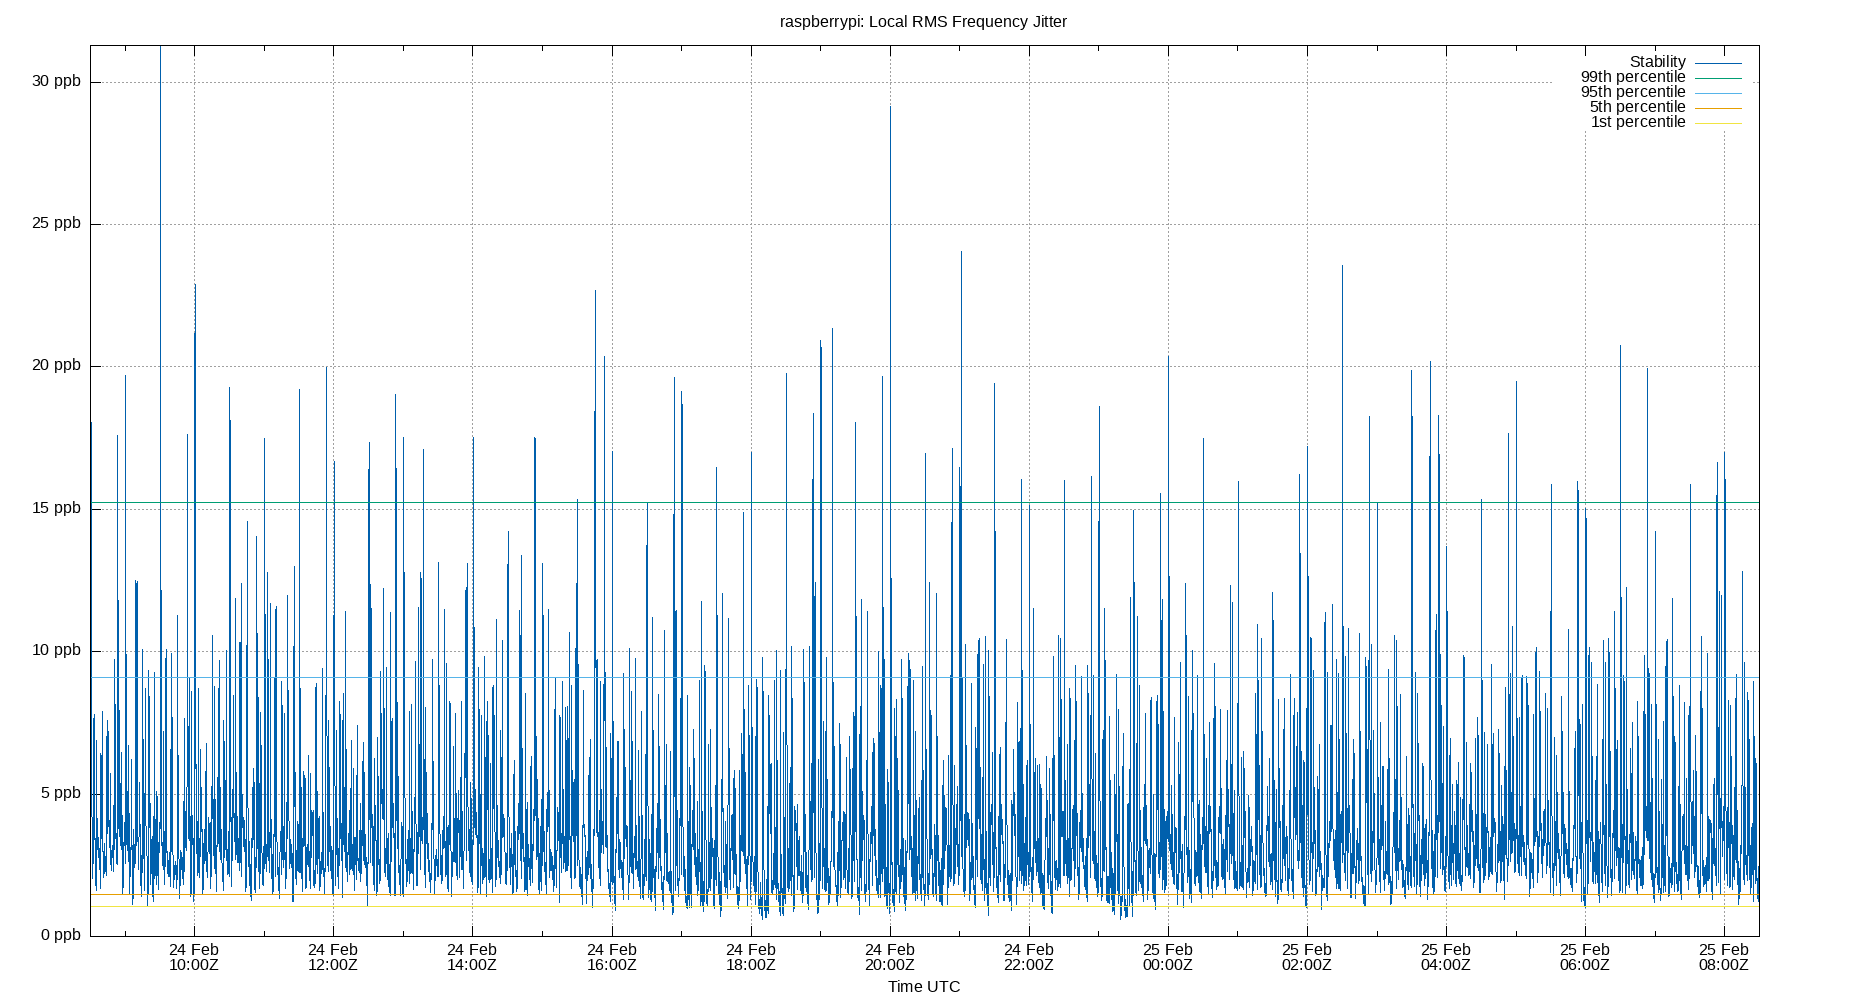 raspberrypi: Local RMS Frequency Jitter
Stability
99th percentile
95th percentile
5th percentile
1st percentile
30 ppb
25 ppb
20 ppb
15 ppb
10 ppb
5 ppb
0 ppb
24 Feb 24 Feb 24 Feb 24 Feb 24 Feb 24 Feb 24 Feb 25 Feb 25 Feb 25 Feb 25 Feb 25 Feb
10:00Z 12:00Z 14:00Z 16:00Z 18:00Z 20:00Z 22:00Z 00:00Z 02:00Z 04:00Z 06:00Z 08:00Z
Time UTC